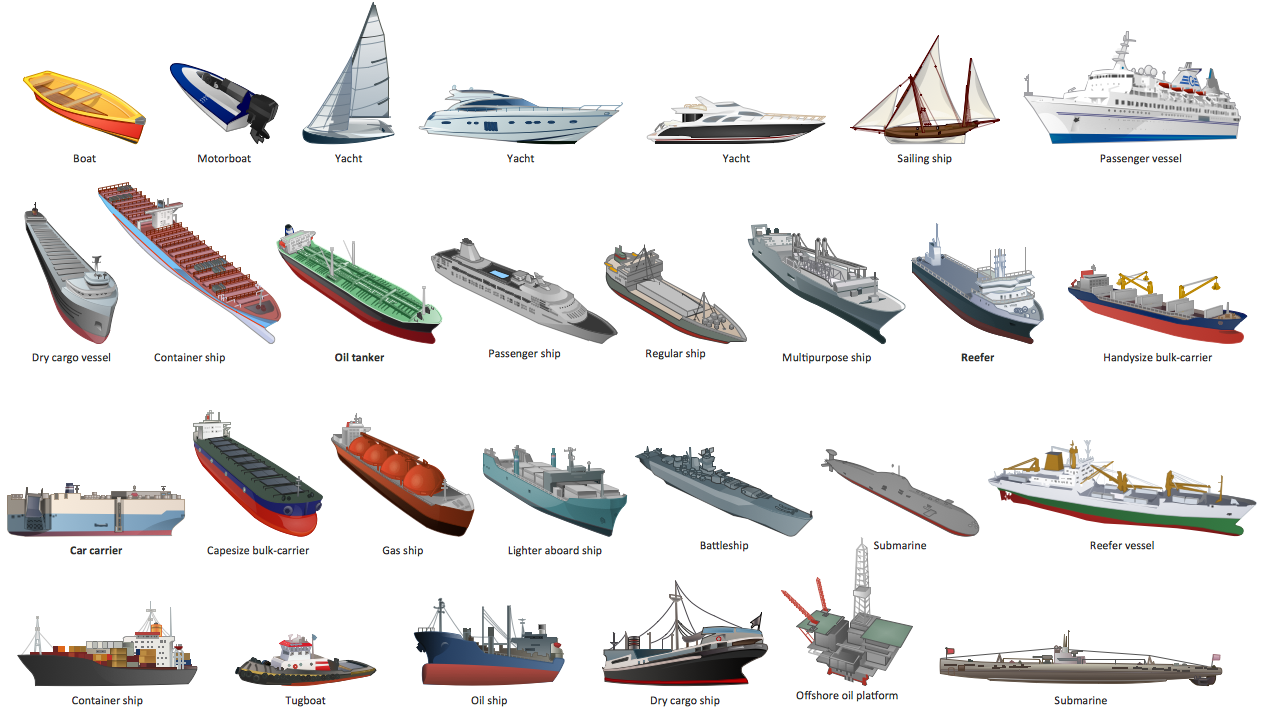 Boat
Motorboat
Yacht
Yacht
Yacht
Sailing ship
Passenger vessel
Dry cargo vessel
Container ship
Oil tanker
Passenger ship
Regular ship
Multipurpose ship
Reefer
Handysize bulk-carrier
Car carrier
Capesize bulk-carrier
Gas ship
Lighter aboard ship
Battleship
Submarine
Reefer vessel
Container ship
Tugboat
Oil ship
Dry cargo ship
Offshore oil platform
Submarine